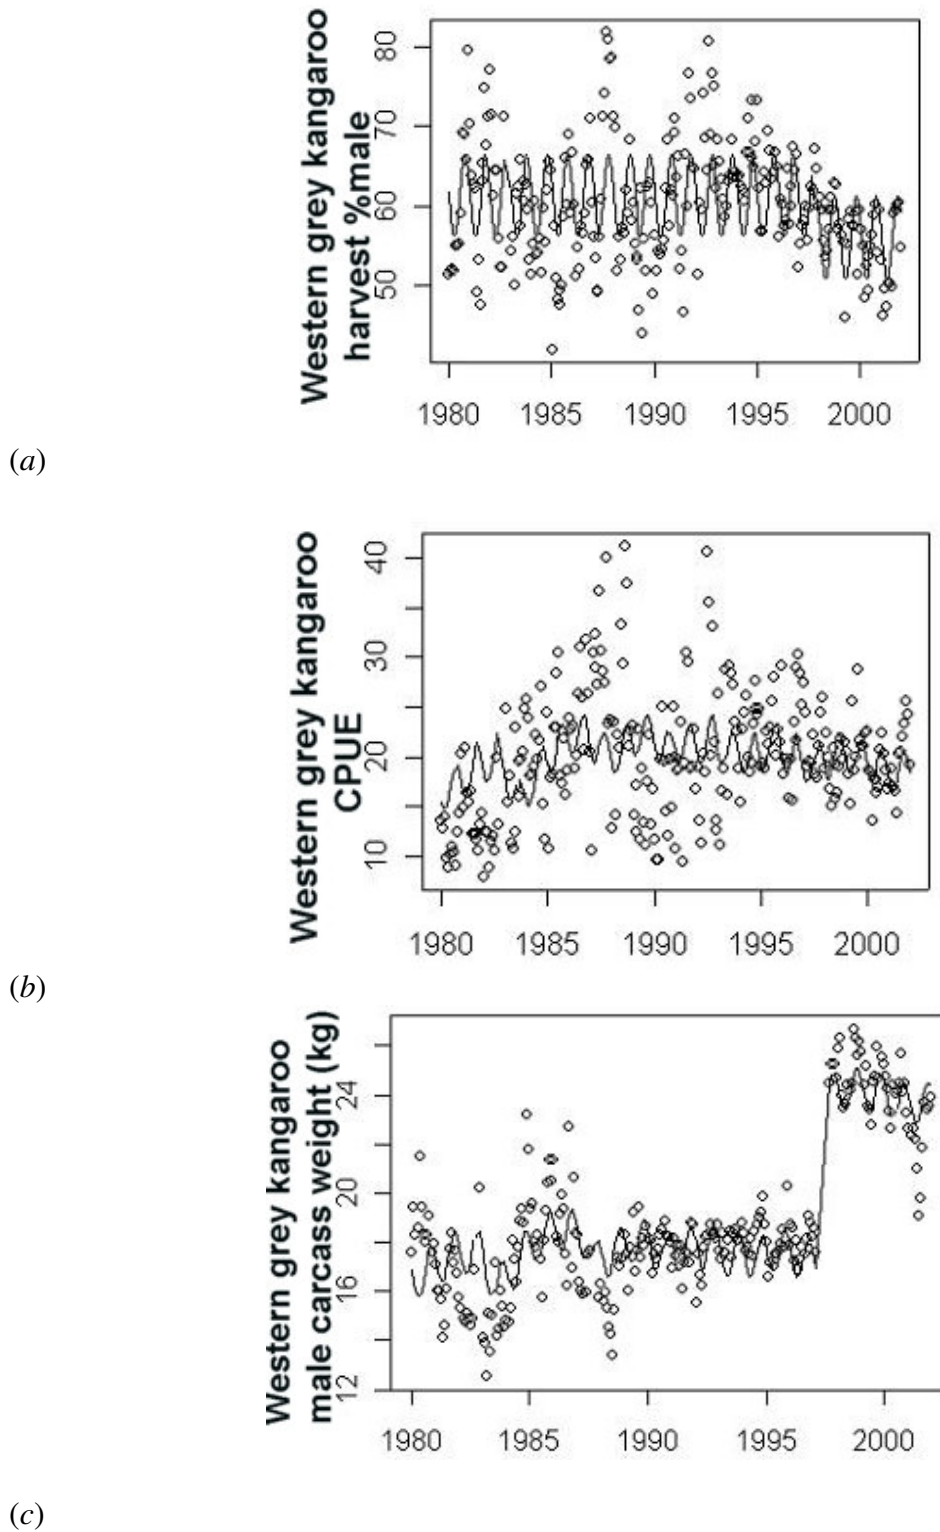 Western grey kangaroo
harvest %male
80
70
60
50
1980 1985 1990 1995 2000
(a)
Western grey kangaroo
CPUE
40
30
20
10
1980 1985 1990 1995 2000
(b)
Western grey kangaroo
male carcass weight (kg)
24
20
16
12
1980 1985 1990 1995 2000
(c)